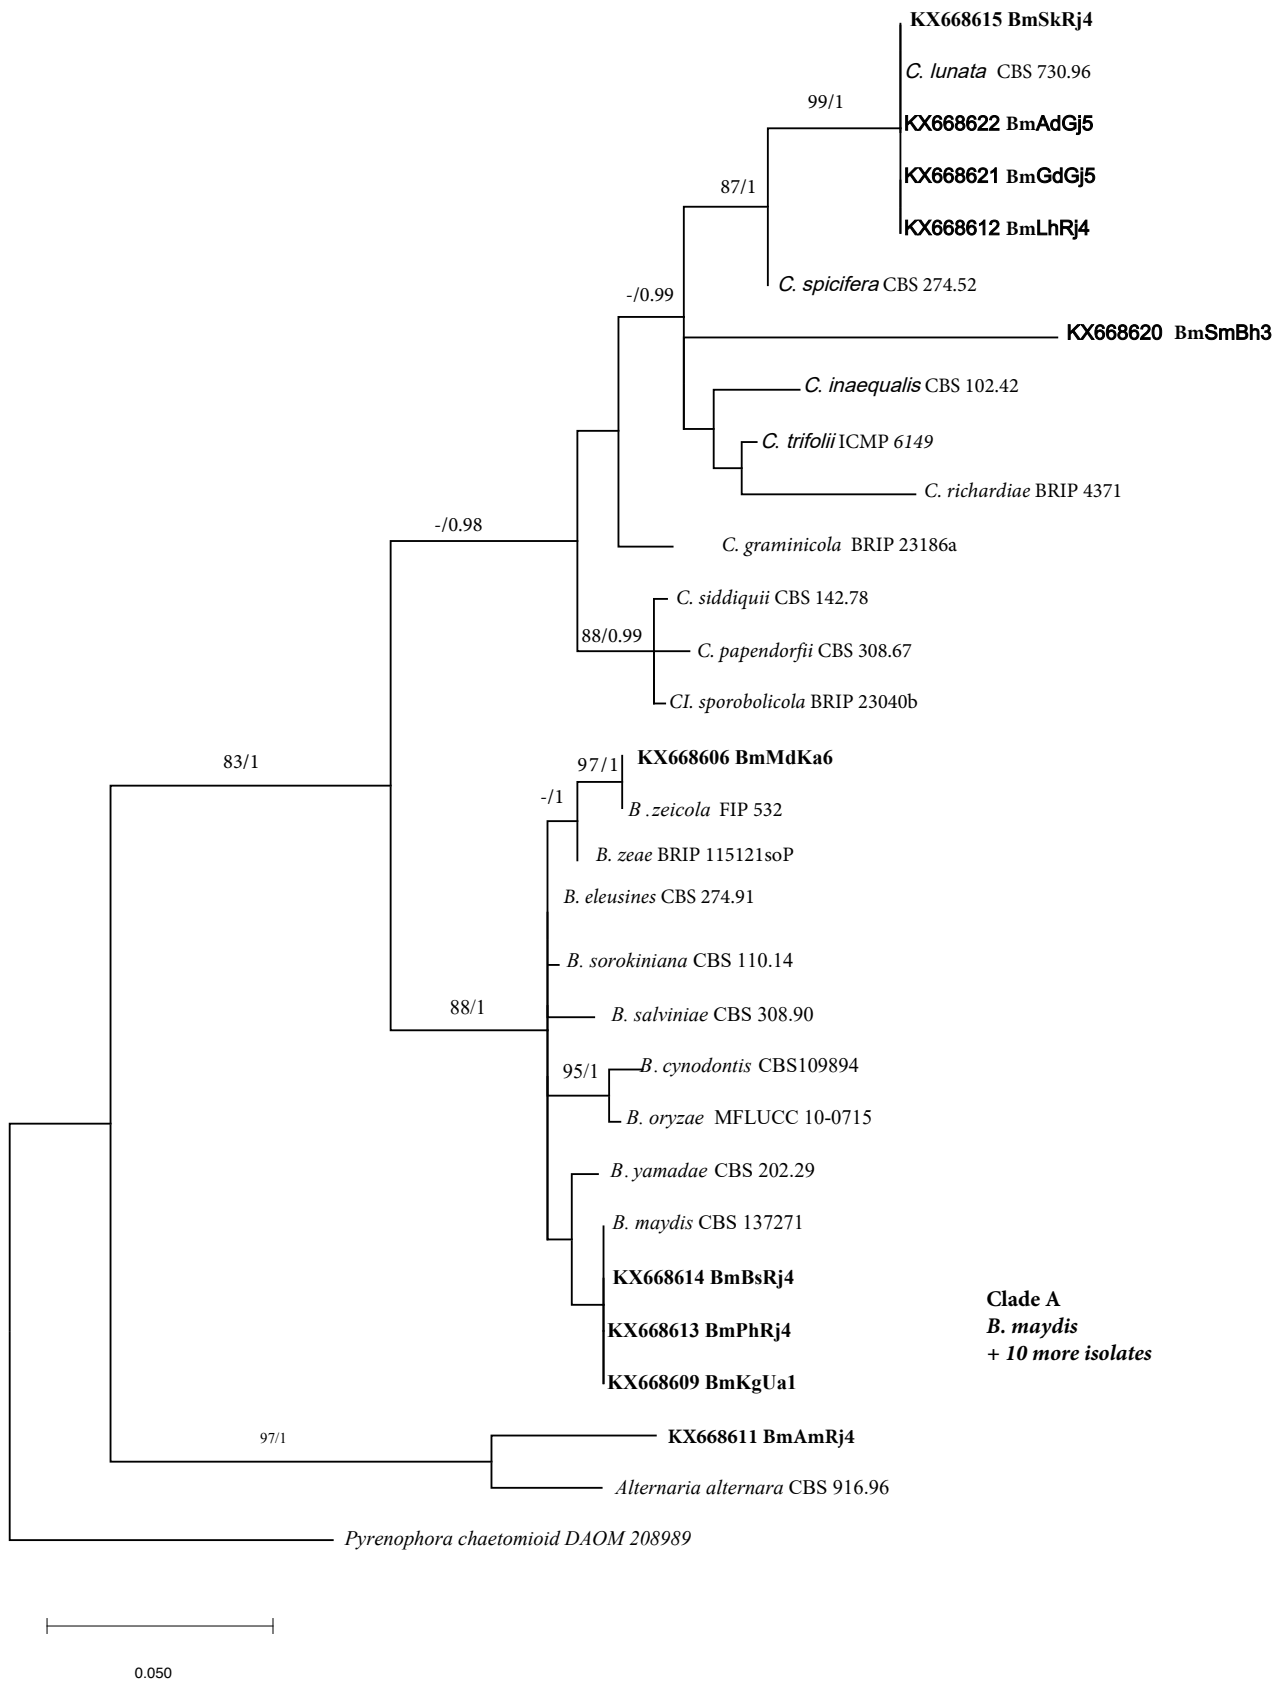 KX668615 BmSkRj4
C. lunata CBS 730.96
99/1
KX668622 BmAdGj5
KX668621 BmGdGj5
87/1
KX668612 BmLhRj4
C. spicifera CBS 274.52
-/0.99
KX668620 BmSmBh3
C. inaequalis CBS 102.42
C. trifolii ICMP 6149
C. richardiae BRIP 4371
-/0.98
C. graminicola BRIP 23186a
C. siddiquii CBS 142.78
88/0.99
C. papendorfii CBS 308.67
CI. sporobolicola BRIP 23040b
KX668606 BmMdKa6
83/1
97/1
-/1
B .zeicola FIP 532
B. zeae BRIP 115121soP
B. eleusines CBS 274.91
B. sorokiniana CBS 110.14
88/1
B. salviniae CBS 308.90
95/1
B. cynodontis CBS109894
B. oryzae MFLUCC 10-0715
B. yamadae CBS 202.29
B. maydis CBS 137271
KX668614 BmBsRj4
Clade A
B. maydis
+ 10 more isolates
KX668613 BmPhRj4
KX668609 BmKgUa1
97/1
KX668611 BmAmRj4
Alternaria alternara CBS 916.96
Pyrenophora chaetomioid DAOM 208989
0.050